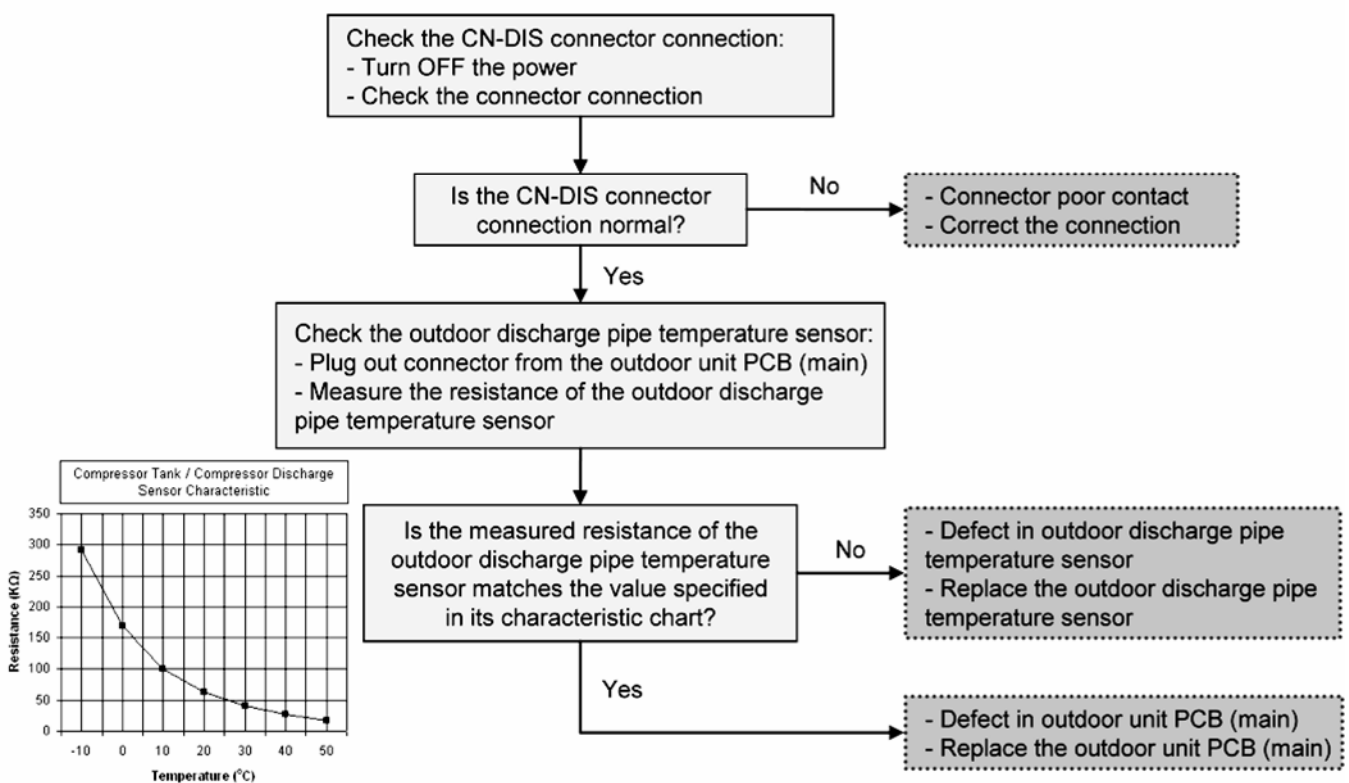 Check the CN-DIS connector connection:
- Turn OFF the power
- Check the connector connection
Is the CN-DIS connector
connection normal?
No
- Connector poor contact
- Correct the connection
Yes
Check the outdoor discharge pipe temperature sensor:
- Plug out connector from the outdoor unit PCB (main)
- Measure the resistance of the outdoor discharge
pipe temperature sensor
Compressor Tank / Compressor Discharge
Sensor Characteristic
350
300
250
200
150
100
50
0
Resistance (KΩ)
-10 0 10 20 30 40 50
Temperature (°C)
Is the measured resistance of the
outdoor discharge pipe temperature
sensor matches the value specified
in its characteristic chart?
No
- Defect in outdoor discharge pipe
temperature sensor
- Replace the outdoor discharge pipe
temperature sensor
Yes
- Defect in outdoor unit PCB (main)
- Replace the outdoor unit PCB (main)